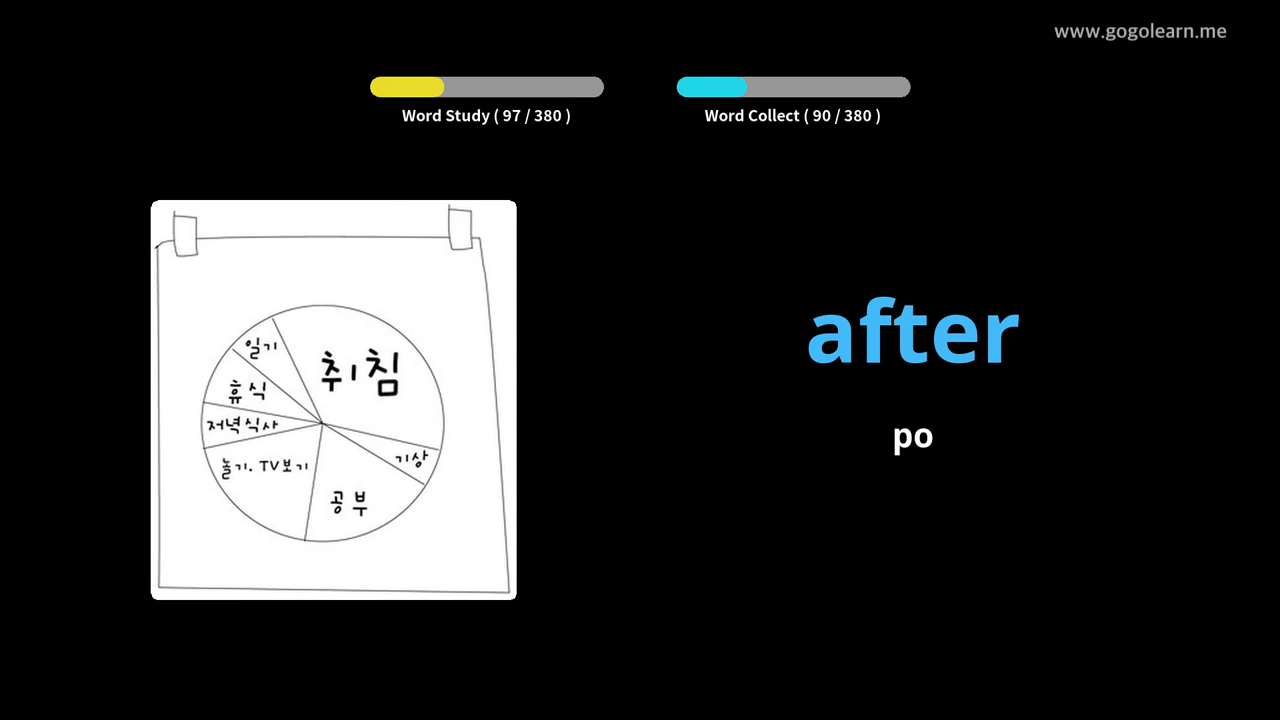 www.gogolearn.me
Word Study ( 97 / 380 )
Word Collect ( 90 / 380 )
일기
취침
휴식
저녁식사
놀기. TV보기
기상
공부
after
po